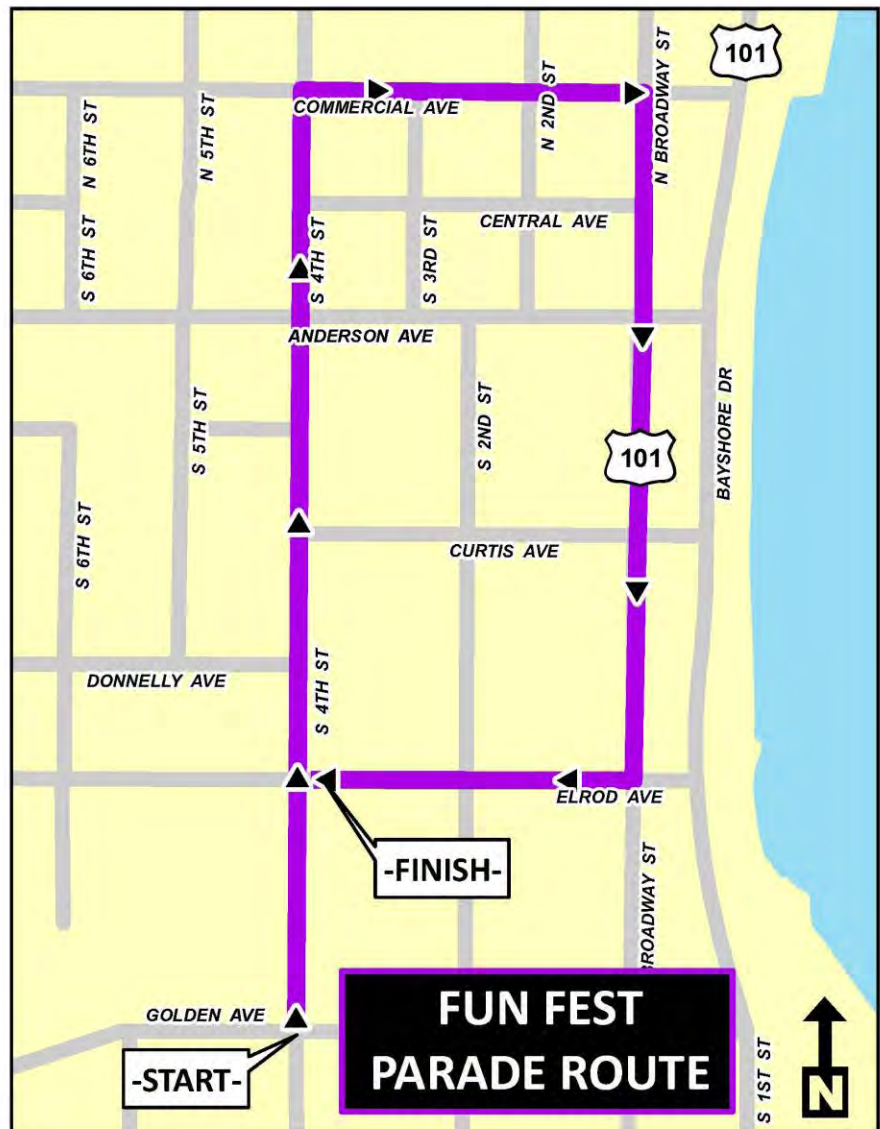 101
N 6TH ST
N 5TH ST
N 2ND ST
N BROADWAY ST
COMMERCIAL AVE
S 6TH ST
S 4TH ST
S 3RD ST
CENTRAL AVE
ANDERSON AVE
S 5TH ST
S 2ND ST
101
BAYSHORE DR
S 6TH ST
CURTIS AVE
DONNELLY AVE
S 4TH ST
ELROD AVE
-FINISH-
BROADWAY ST
GOLDEN AVE
-START-
FUN FEST
PARADE ROUTE
S 1ST ST
N